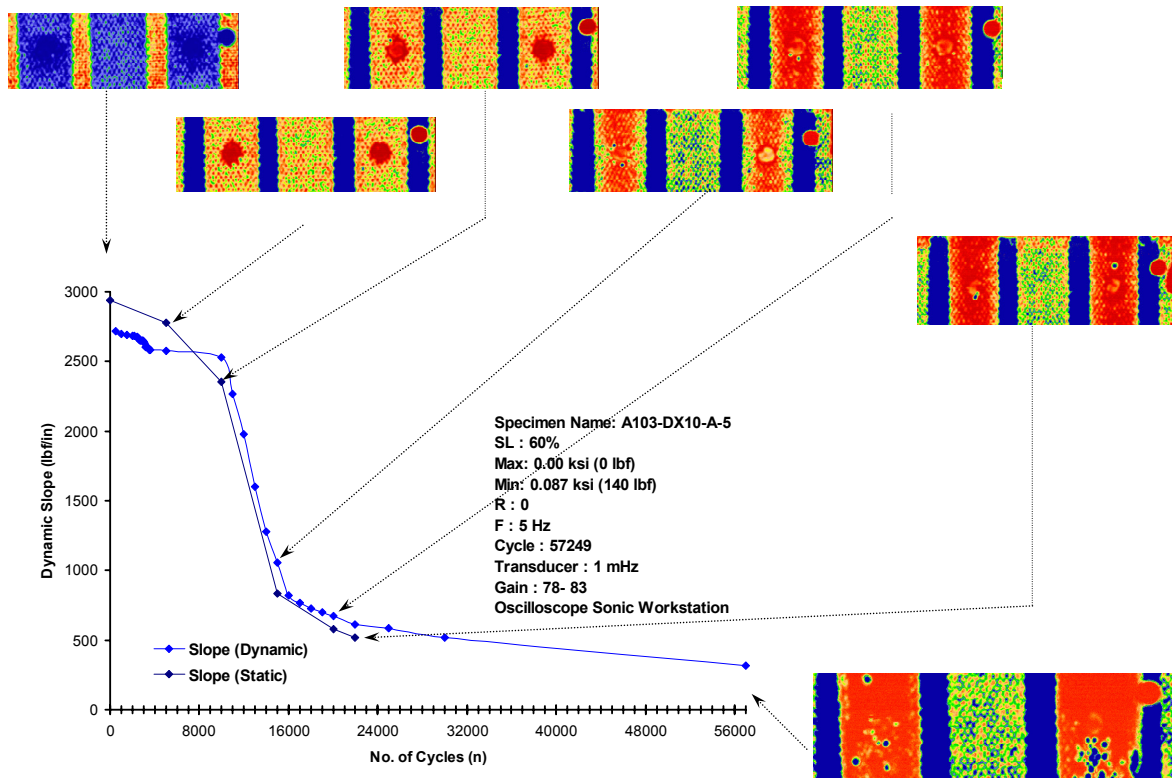 3000
2500
2000
1500
1000
500
0
Dynamic Slope (lbf/in)
Specimen Name: A103-DX10-A-5
SL : 60%
Max: 0.00 ksi (0 lbf)
Min: 0.087 ksi (140 lbf)
R : 0
F : 5 Hz
Cycle : 57249
Transducer : 1 mHz
Gain : 78- 83
Oscilloscope Sonic Workstation
Slope (Dynamic)
Slope (Static)
0 8000 16000 24000 32000 40000 48000 56000
No. of Cycles (n)